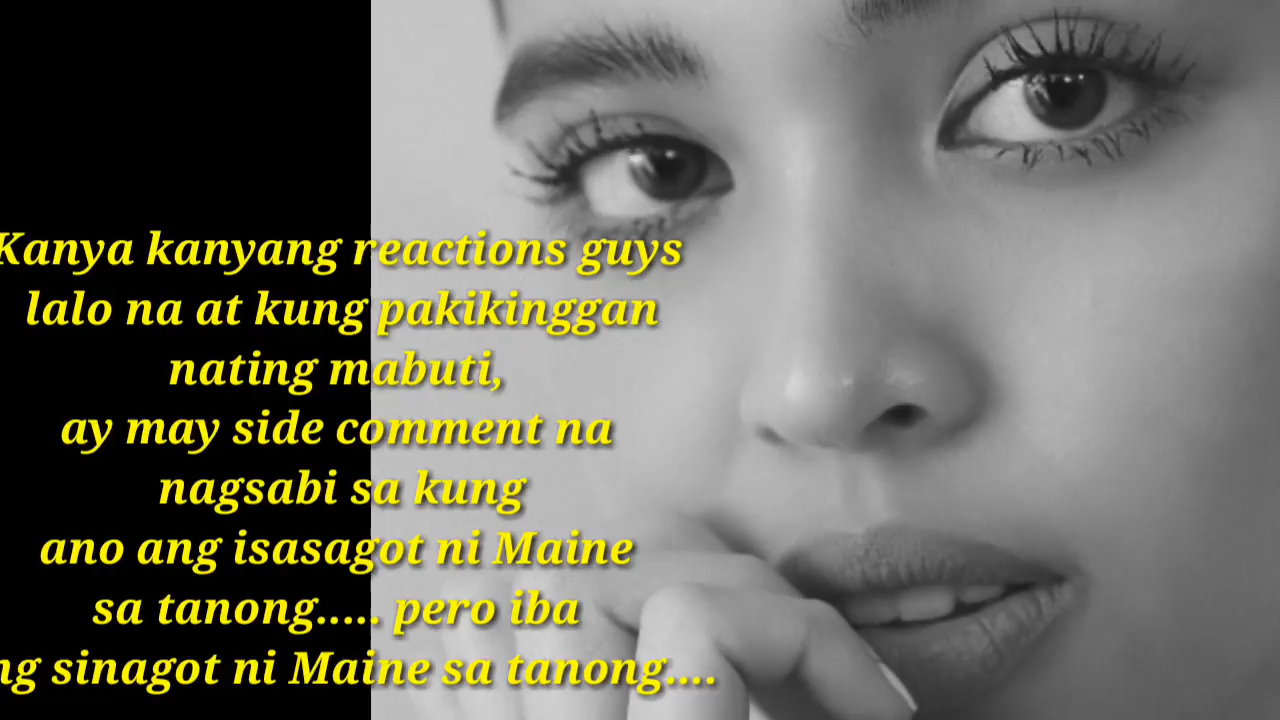 Kanya kanyang reactions guys
lalo na at kung pakikinggan
nating mabuti,
ay may side comment na
nagsabi sa kung
ano ang isasagot ni Maine
sa tanong..... pero iba
ng sinagot ni Maine sa tanong....